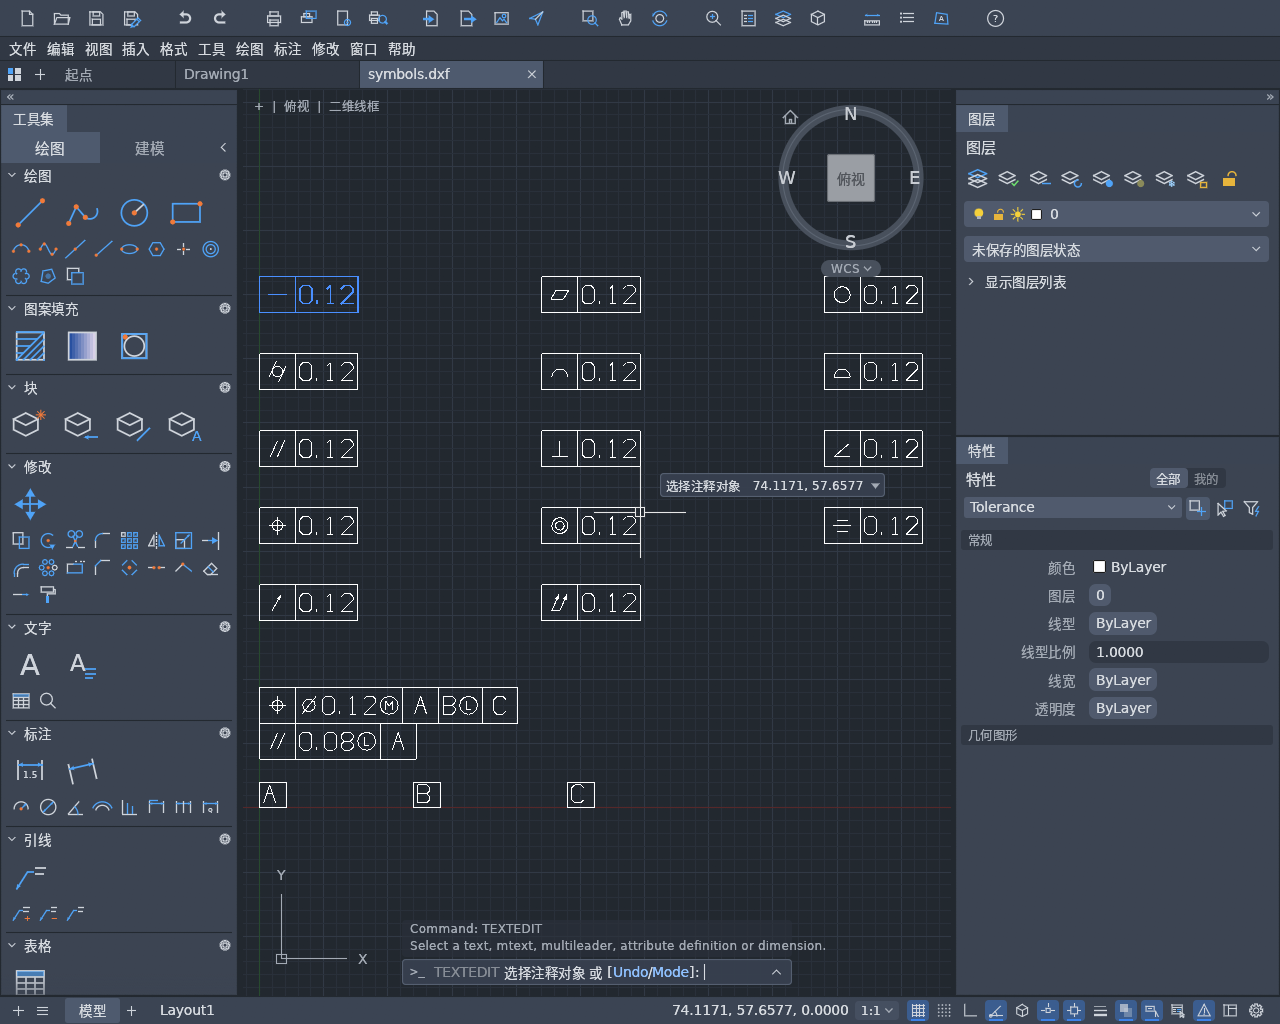 文件 编辑 视图 插入 格式 工具 绘图 标注 修改 窗口 帮助
起点 Drawing1 symbols.dxf
工具集
绘图 建模
绘图
图案填充
块
修改
文字
标注
1.5
引线
表格
+ | 俯视 | 二维线框
N
W 俯视 E
S
WCS
0.12 0.12 0.12
0.12 0.12 0.12
0.12 0.12 0.12
选择注释对象 74.1171, 57.6577
0.12 0.12 0.12
0.12 0.12
⌀0.12Ⓜ A BⓁ C
0.08Ⓛ A
A B C
Y
X
Command: TEXTEDIT
Select a text, mtext, multileader, attribute definition or dimension.
>_ TEXTEDIT 选择注释对象 或 [Undo/Mode]:
图层
图层
0
未保存的图层状态
显示图层列表
特性
特性 全部 我的
Tolerance
常规
颜色 ByLayer
图层 0
线型 ByLayer
线型比例 1.0000
线宽 ByLayer
透明度 ByLayer
几何图形
模型 Layout1
74.1171, 57.6577, 0.0000 1:1